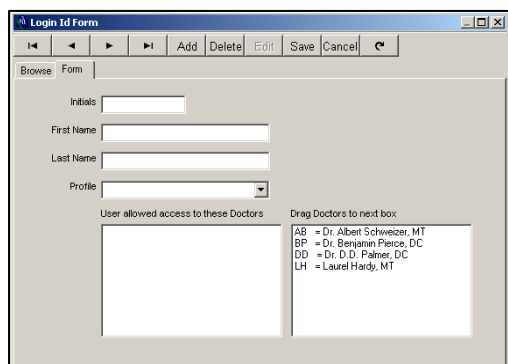 Login Id Form
Add Delete Edit Save Cancel
Browse Form
Initials
First Name
Last Name
Profile
User allowed access to these Doctors
Drag Doctors to next box
AB = Dr. Albert Schweizer, MT
BP = Dr. Benjamin Pierce, DC
DD = Dr. D.D. Palmer, DC
LH = Laurel Hardy, MT